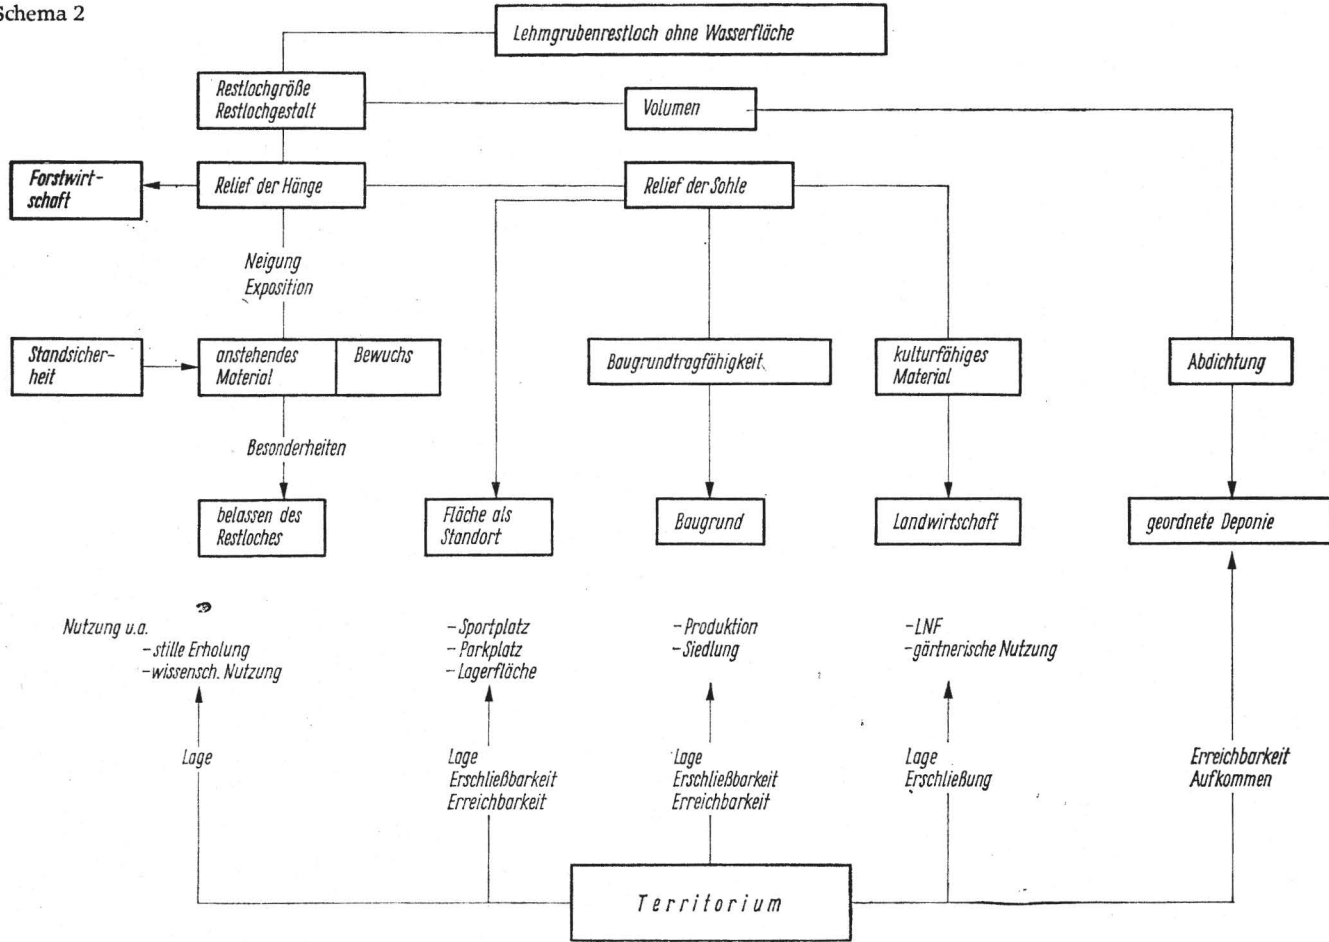 Schema 2
Lehmgrubenrestloch ohne Wasserfläche
Restlochgröße
Restlochgestalt
Volumen
Forstwirt-
schaft
Relief der Hänge
Relief der Sohle
Neigung
Exposition
Standsicher-
heit
anstehendes
Material
Bewuchs
Baugrundtragfähigkeit
kulturfähiges
Material
Abdichtung
Besonderheiten
belassen des
Restloches
Fläche als
Standort
Baugrund
Landwirtschaft
geordnete Deponie
Nutzung u.a.
-stille Erholung
-wissensch. Nutzung
-Sportplatz
-Parkplatz
-Lagerfläche
-Produktion
-Siedlung
-LNF
-gärtnerische Nutzung
Lage
Lage
Erschließbarkeit
Erreichbarkeit
Lage
Erschließbarkeit
Erreichbarkeit
Lage
Erschließung
Erreichbarkeit
Aufkommen
Territorium